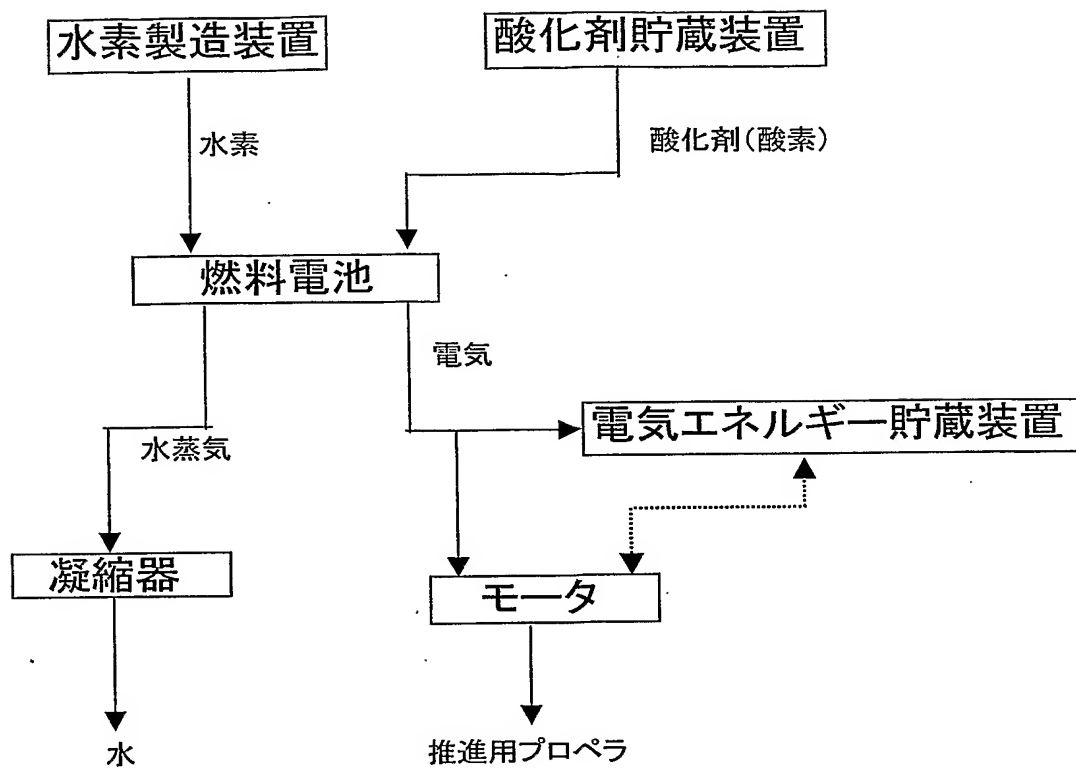 水素製造装置
酸化剤貯蔵装置
水素
酸化剤(酸素)
燃料電池
電気
電気エネルギー貯蔵装置
水蒸気
凝縮器
モータ
水
推進用プロペラ